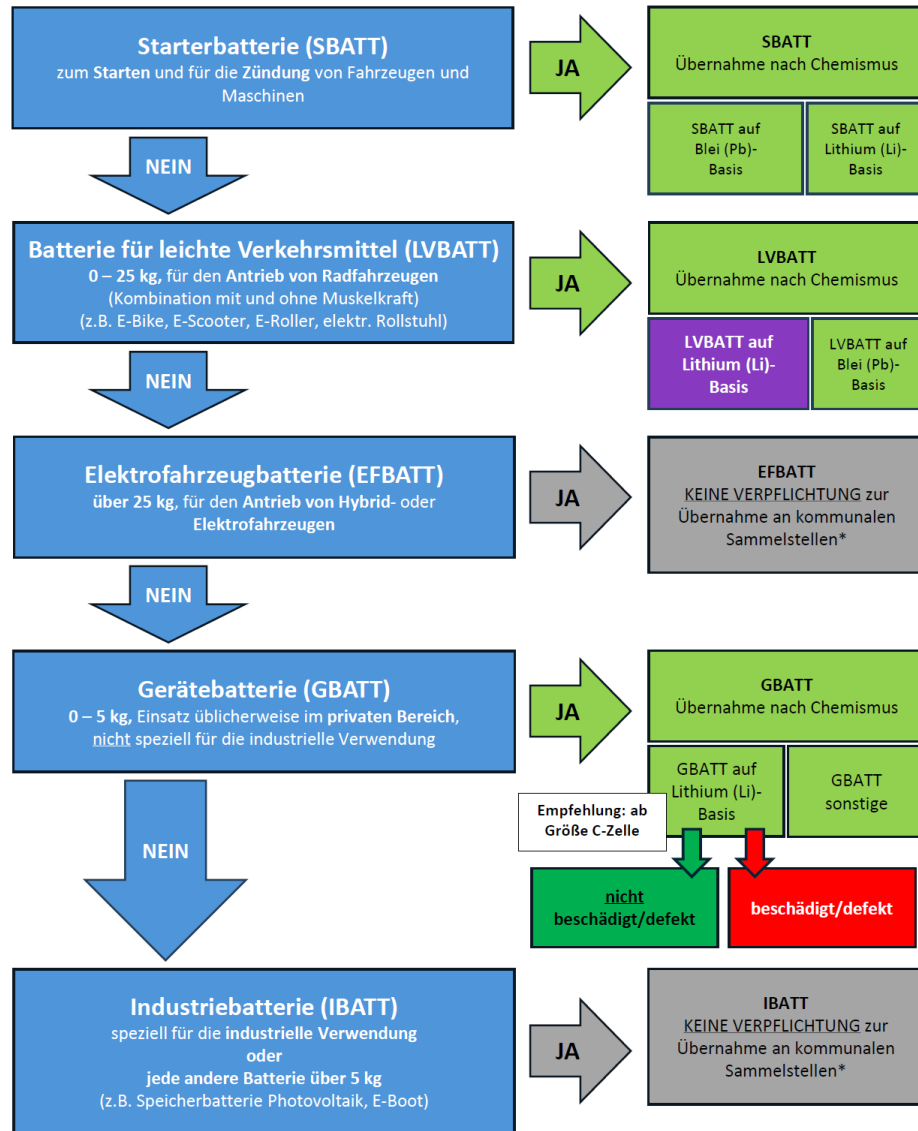 Starterbatterie (SBATT)
zum Starten und für die Zündung von Fahrzeugen und
Maschinen
JA
SBATT
Übernahme nach Chemismus
SBATT auf
Blei (Pb)-
Basis
SBATT auf
Lithium (Li)-
Basis
NEIN
Batterie für leichte Verkehrsmittel (LVBATT)
0 – 25 kg, für den Antrieb von Radfahrzeugen
(Kombination mit und ohne Muskelkraft)
(z.B. E-Bike, E-Scooter, E-Roller, elektr. Rollstuhl)
JA
LVBATT
Übernahme nach Chemismus
LVBATT auf
Lithium (Li)-
Basis
LVBATT auf
Blei (Pb)-
Basis
NEIN
Elektrofahrzeugbatterie (EFBATT)
über 25 kg, für den Antrieb von Hybrid- oder
Elektrofahrzeugen
JA
EFBATT
KEINE VERPFLICHTUNG zur
Übernahme an kommunalen
Sammelstellen*
NEIN
Gerätebatterie (GBATT)
0 – 5 kg, Einsatz üblicherweise im privaten Bereich,
nicht speziell für die industrielle Verwendung
JA
GBATT
Übernahme nach Chemismus
GBATT auf
Lithium (Li)-
Basis
GBATT
sonstige
Empfehlung: ab
Größe C-Zelle
nicht
beschädigt/defekt
beschädigt/defekt
NEIN
Industriebatterie (IBATT)
speziell für die industrielle Verwendung
oder
jede andere Batterie über 5 kg
(z.B. Speicherbatterie Photovoltaik, E-Boot)
JA
IBATT
KEINE VERPFLICHTUNG zur
Übernahme an kommunalen
Sammelstellen*